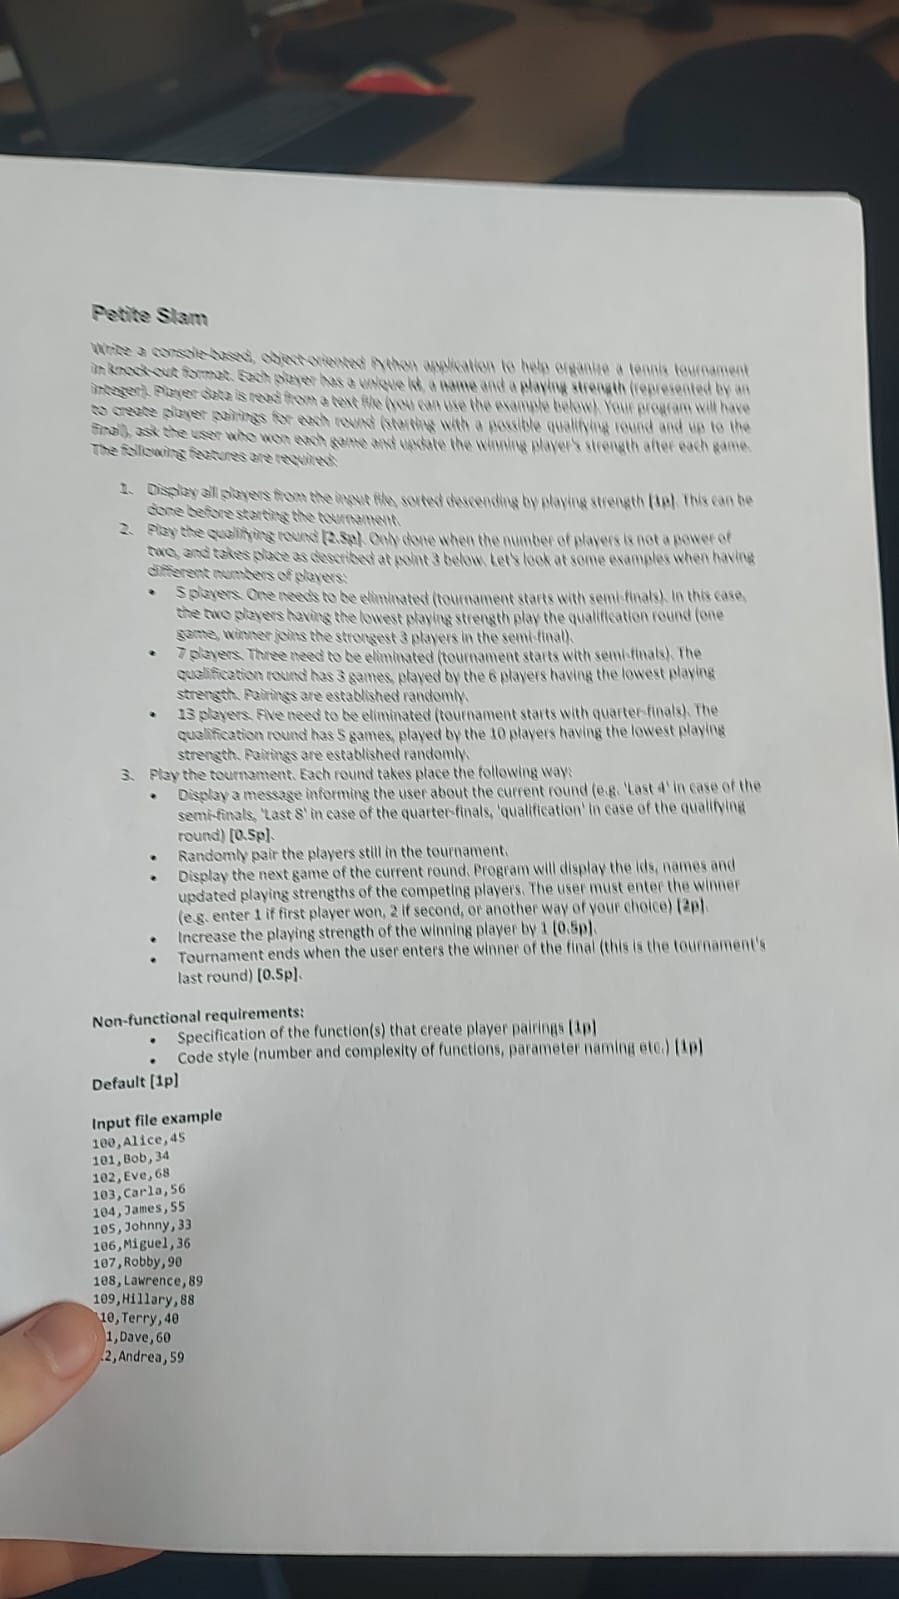 Petite Slam
Write a console-based, object-oriented Python application to help organize a tennis tournament
in knock-out format. Each player has a unique id, a name and a playing strength (represented by an
integer). Player data is read from a text file (you can use the example below). Your program will have
to create player pairings for each round (starting with a possible qualifying round and up to the
final), ask the user who won each game and update the winning player's strength after each game.
The following features are required:
1. Display all players from the input file, sorted descending by playing strength [1p]. This can be
done before starting the tournament.
2. Play the qualifying round [2.5p]. Only done when the number of players is not a power of
two, and takes place as described at point 3 below. Let's look at some examples when having
different numbers of players:
• 5 players. One needs to be eliminated (tournament starts with semi-finals). In this case,
the two players having the lowest playing strength play the qualification round (one
game, winner joins the strongest 3 players in the semi-final).
• 7 players. Three need to be eliminated (tournament starts with semi-finals). The
qualification round has 3 games, played by the 6 players having the lowest playing
strength. Pairings are established randomly.
• 13 players. Five need to be eliminated (tournament starts with quarter-finals). The
qualification round has 5 games, played by the 10 players having the lowest playing
strength. Pairings are established randomly.
3. Play the tournament. Each round takes place the following way:
• Display a message informing the user about the current round (e.g. 'Last 4' in case of the
semi-finals, 'Last 8' in case of the quarter-finals, 'qualification' in case of the qualifying
round) [0.5p].
• Randomly pair the players still in the tournament.
• Display the next game of the current round. Program will display the ids, names and
updated playing strengths of the competing players. The user must enter the winner
(e.g. enter 1 if first player won, 2 if second, or another way of your choice) [2p].
• Increase the playing strength of the winning player by 1 [0.5p].
• Tournament ends when the user enters the winner of the final (this is the tournament's
last round) [0.5p].
Non-functional requirements:
• Specification of the function(s) that create player pairings [1p]
• Code style (number and complexity of functions, parameter naming etc.) [1p]
Default [1p]
Input file example
100,Alice,45
101,Bob,34
102,Eve,68
103,Carla,56
104,James,55
105,Johnny,33
106,Miguel,36
107,Robby,90
108,Lawrence,89
109,Hillary,88
10,Terry,40
1,Dave,60
2,Andrea,59